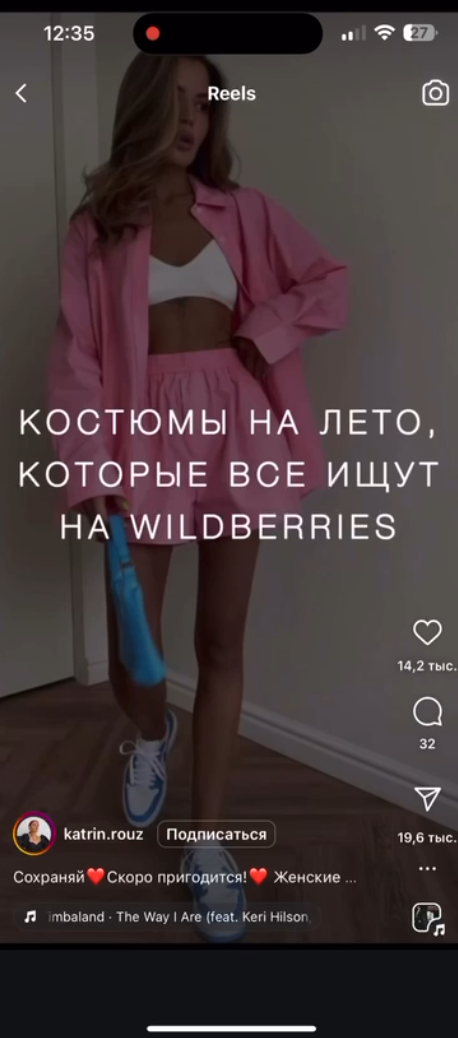 12:35
27
Reels
КОСТЮМЫ НА ЛЕТО,
КОТОРЫЕ ВСЕ ИЩУТ
НА WILDBERRIES
14,2 тыс.
32
19,6 тыс.
katrin.rouz Подписаться
Сохраняй❤️Скоро пригодится!❤️ Женские ...
imbaland · The Way I Are (feat. Keri Hilson,